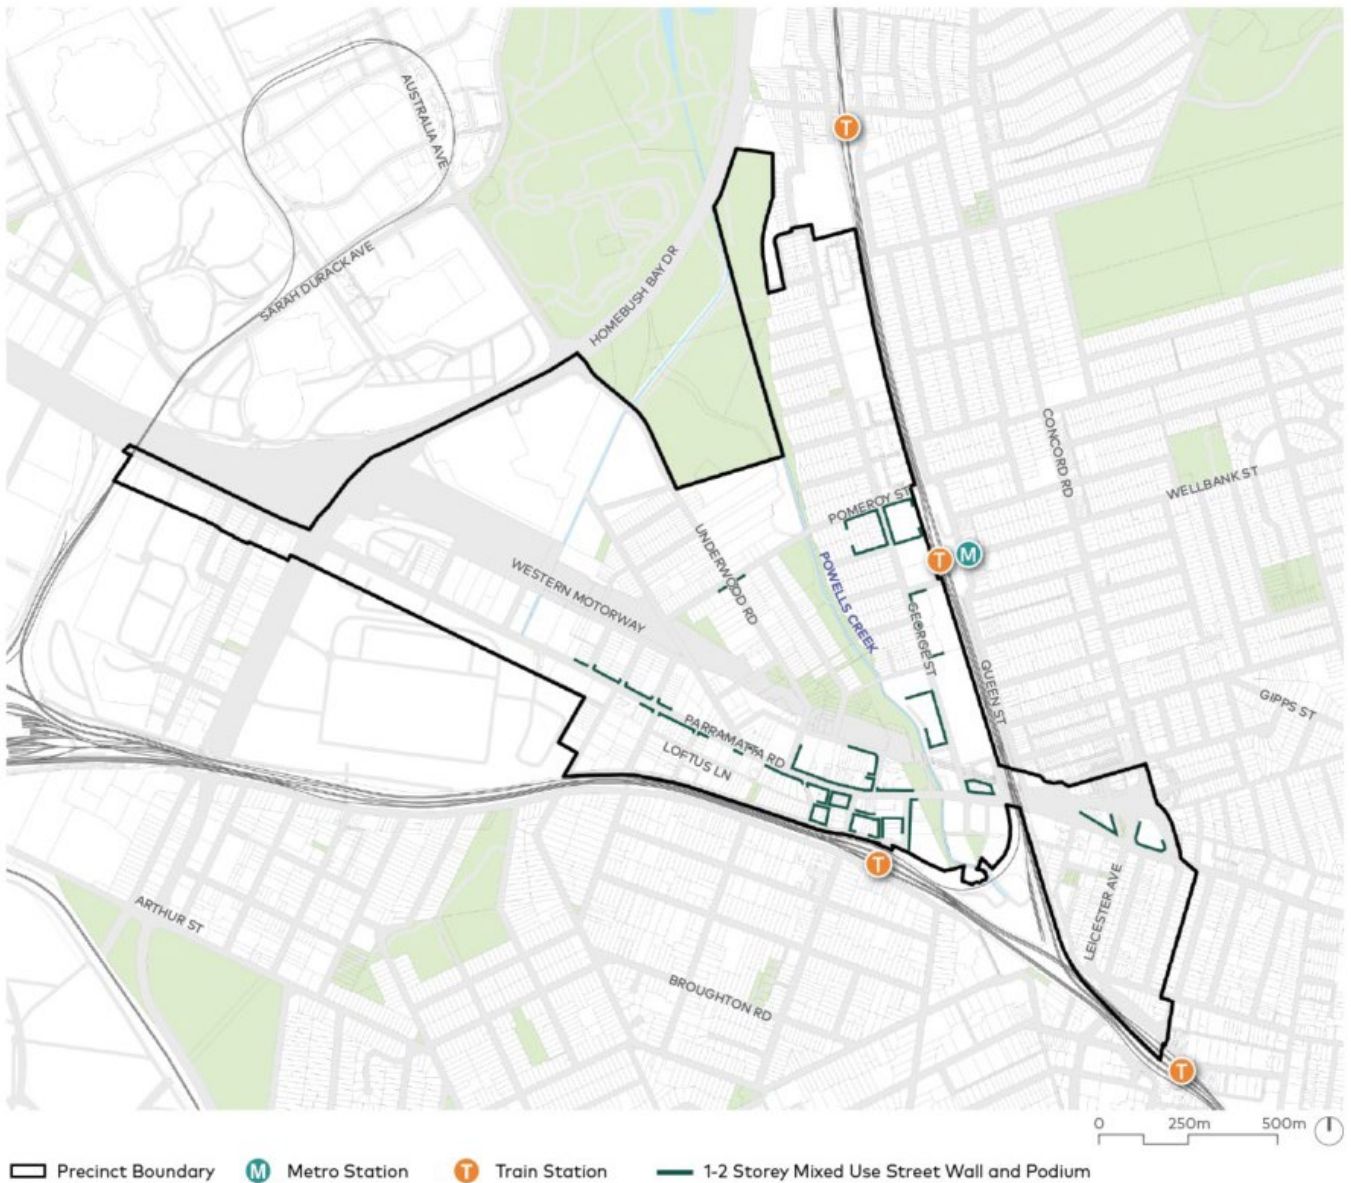 AUSTRALIA AVE
T
SARAH DURACK AVE
HOMEBUSH BAY DR
CONCORD RD
WELLBANK ST
POMEROY ST
UNDERWOOD RD
T M
WESTERN MOTORWAY
POWELLS CREEK
GEORGE ST
QUEEN ST
GIPPS ST
PARRAMATTA RD
LOFTUS LN
T
LEICESTER AVE
ARTHUR ST
BROUGHTON RD
T
0 250m 500m
Precinct Boundary M Metro Station T Train Station 1-2 Storey Mixed Use Street Wall and Podium